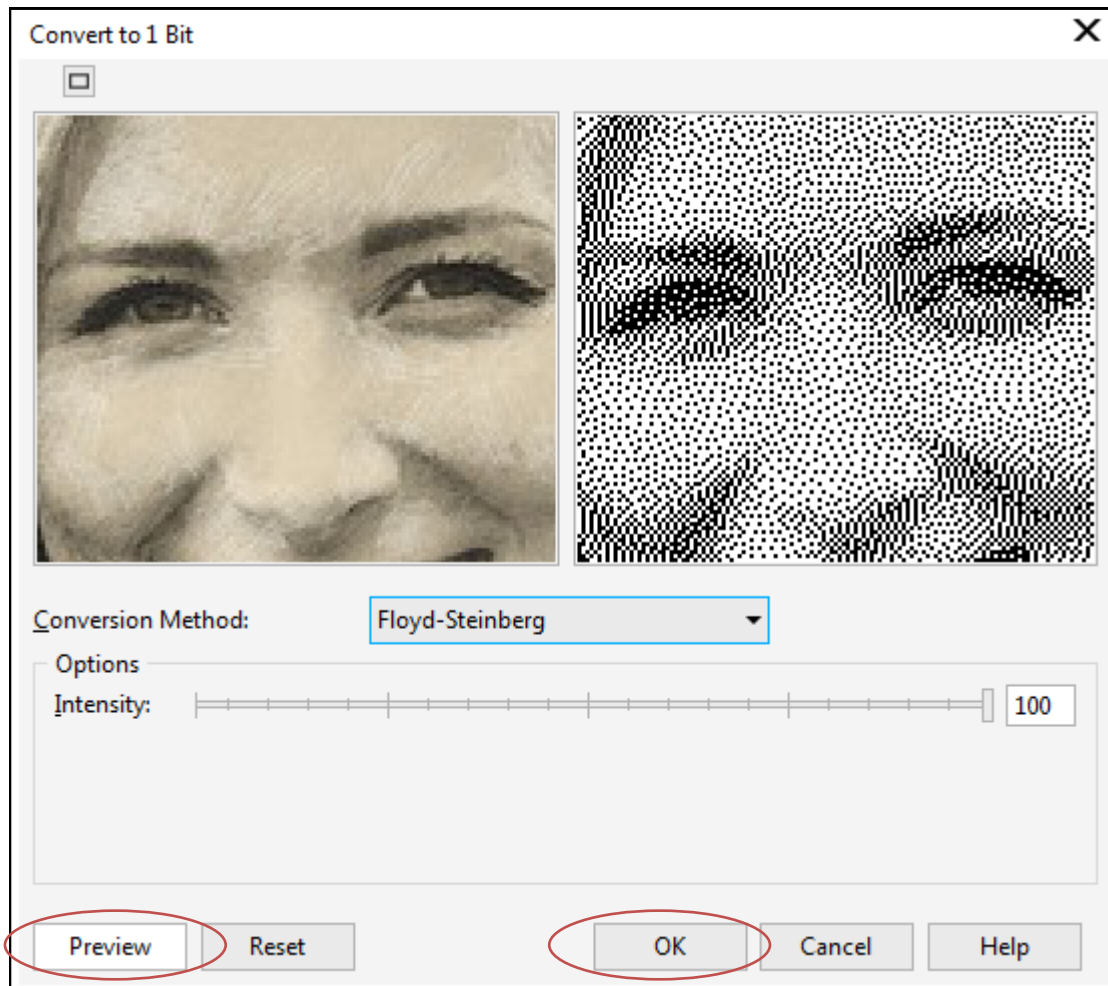 Convert to 1 Bit
Conversion Method: Floyd-Steinberg
Options
Intensity: 100
Preview Reset OK Cancel Help